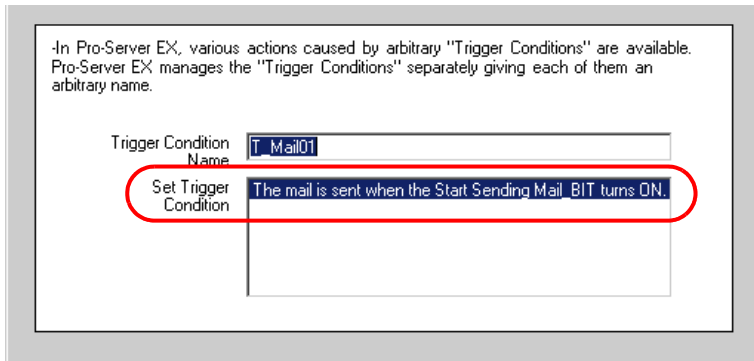 -In Pro-Server EX, various actions caused by arbitrary "Trigger Conditions" are available.
Pro-Server EX manages the "Trigger Conditions" separately giving each of them an
arbitrary name.
Trigger Condition
Name
T_Mail01
Set Trigger
Condition
The mail is sent when the Start Sending Mail_BIT turns ON.